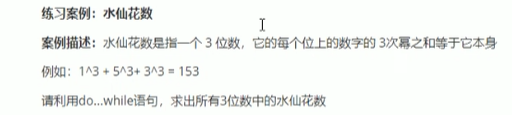 练习案例：水仙花数
案例描述：水仙花数是指一个 3 位数，它的每个位上的数字的 3次幂之和等于它本身
例如：1^3 + 5^3+ 3^3 = 153
请利用do...while语句，求出所有3位数中的水仙花数